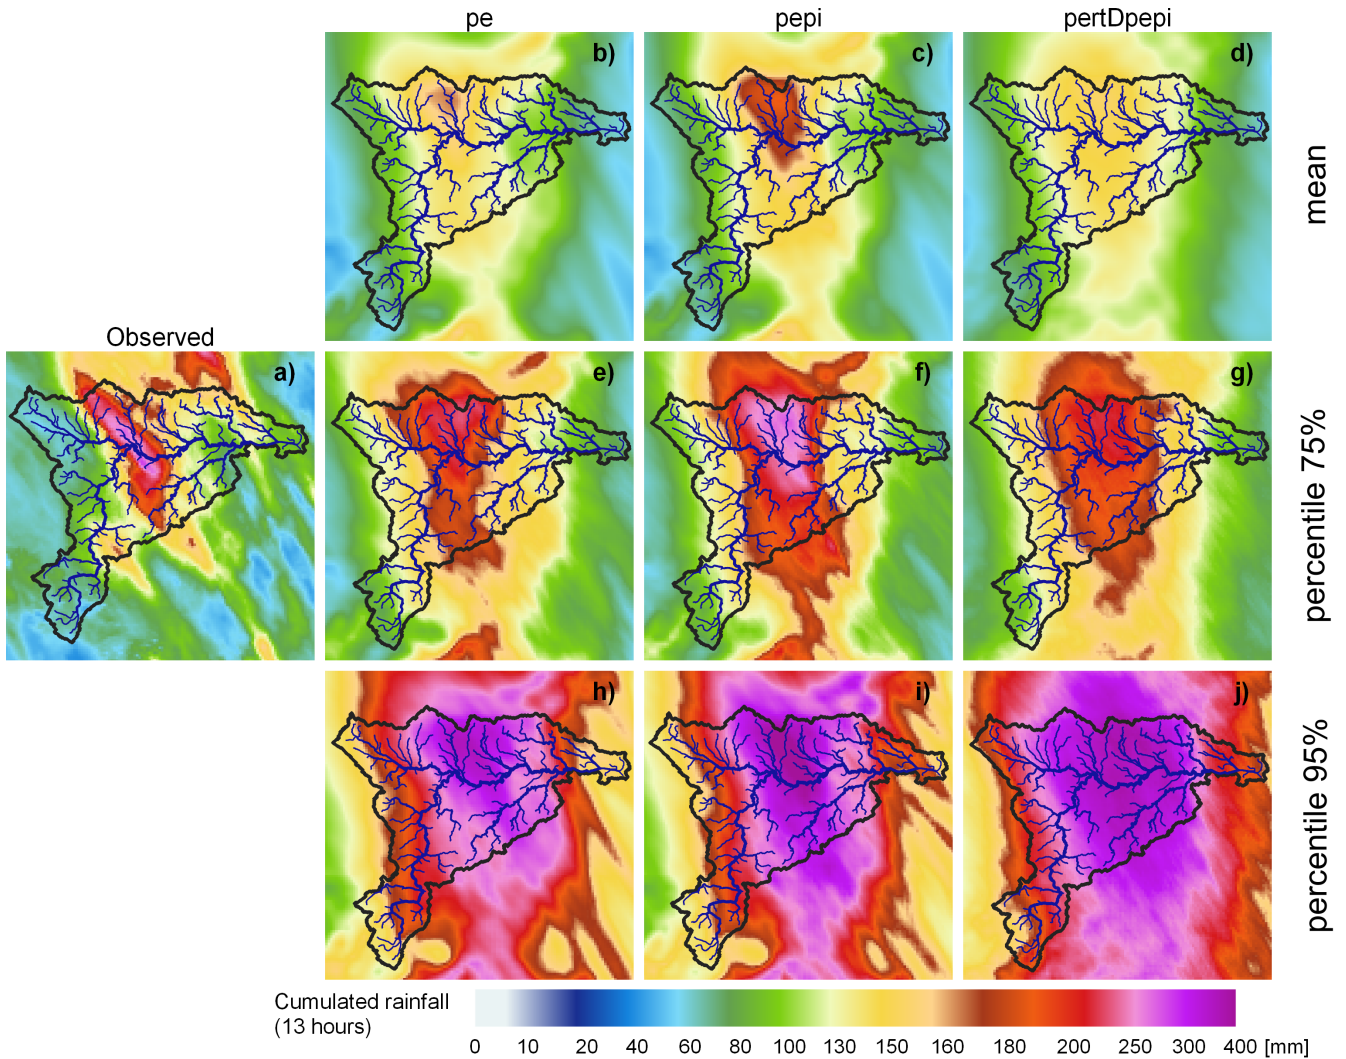 pe pepi pertDpepi
b) c) d)
mean
Observed
a) e) f) g)
percentile 75%
h) i) j)
percentile 95%
Cumulated rainfall
(13 hours)
0 10 20 40 60 80 100 130 150 160 180 200 250 300 400 [mm]